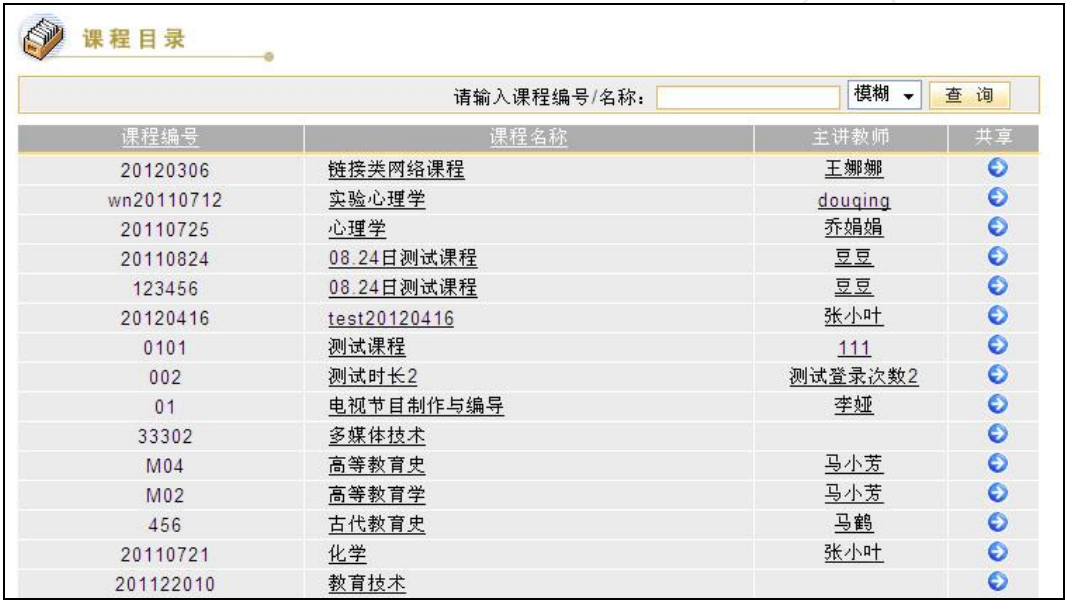 课程目录
请输入课程编号/名称: 模糊 查 询
课程编号 课程名称 主讲教师 共享
20120306 链接类网络课程 王娜娜
wn20110712 实验心理学 douqing
20110725 心理学 乔娟娟
20110824 08.24日测试课程 豆豆
123456 08.24日测试课程 豆豆
20120416 test20120416 张小叶
0101 测试课程 111
002 测试时长2 测试登录次数2
01 电视节目制作与编导 李娅
33302 多媒体技术
M04 高等教育史 马小芳
M02 高等教育学 马小芳
456 古代教育史 马鹤
20110721 化学 张小叶
201122010 教育技术